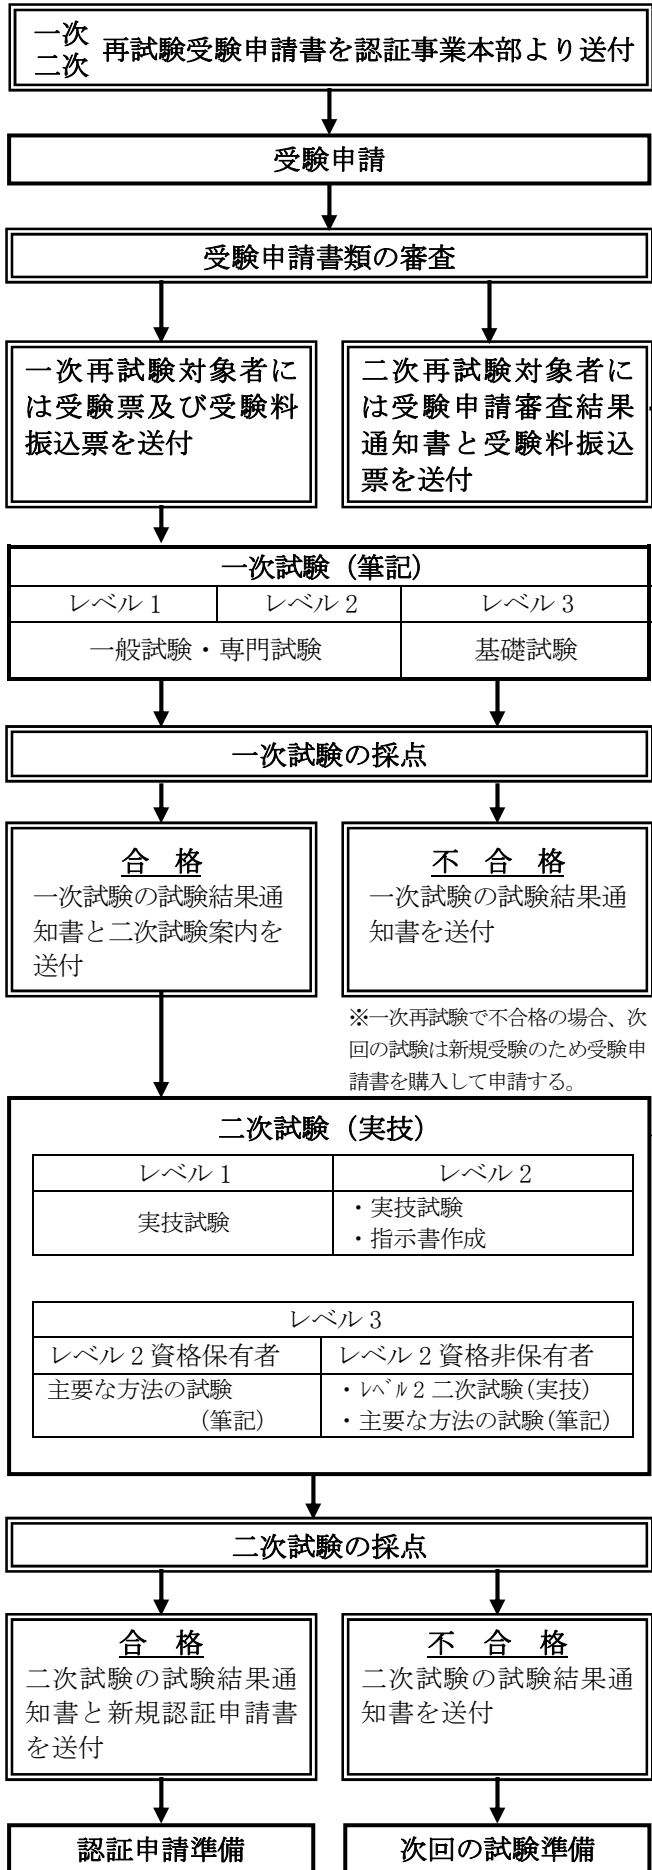 一次
二次
再試験受験申請書を認証事業本部より送付
受験申請
受験申請書類の審査
一次再試験対象者に
は受験票及び受験料
振込票を送付
二次再試験対象者に
は受験申請審査結果
通知書と受験料振込
票を送付
一次試験（筆記）
レベル1 レベル2 レベル3
一般試験・専門試験 基礎試験
一次試験の採点
合 格
一次試験の試験結果通
知書と二次試験案内を
送付
不 合 格
一次試験の試験結果通
知書を送付
※一次再試験で不合格の場合、次
回の試験は新規受験のため受験申
請書を購入して申請する。
二次試験（実技）
レベル1 レベル2
実技試験
・実技試験
・指示書作成
レベル3
レベル2資格保有者 レベル2資格非保有者
主要な方法の試験
(筆記)
・ﾚﾍﾞﾙ2二次試験(実技)
・主要な方法の試験(筆記)
二次試験の採点
合 格
二次試験の試験結果通
知書と新規認証申請書
を送付
不 合 格
二次試験の試験結果通
知書を送付
認証申請準備
次回の試験準備